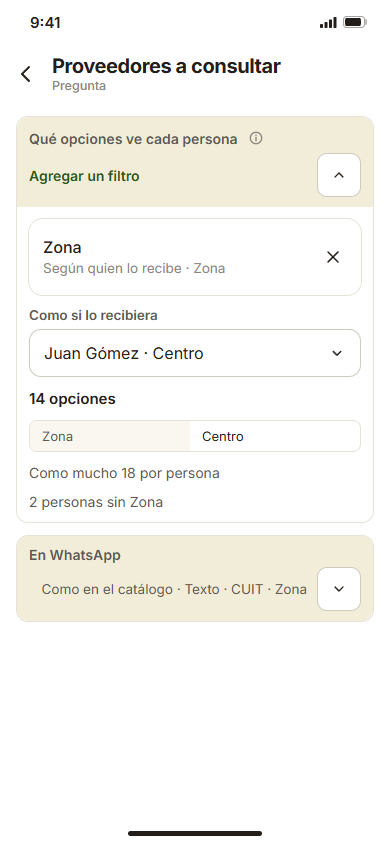 9:41
Proveedores a consultar
Pregunta
Qué opciones ve cada persona
Agregar un filtro
Zona
Según quien lo recibe · Zona
Como si lo recibiera
Juan Gómez · Centro
14 opciones
Zona Centro
Como mucho 18 por persona
2 personas sin Zona
En WhatsApp
Como en el catálogo · Texto · CUIT · Zona